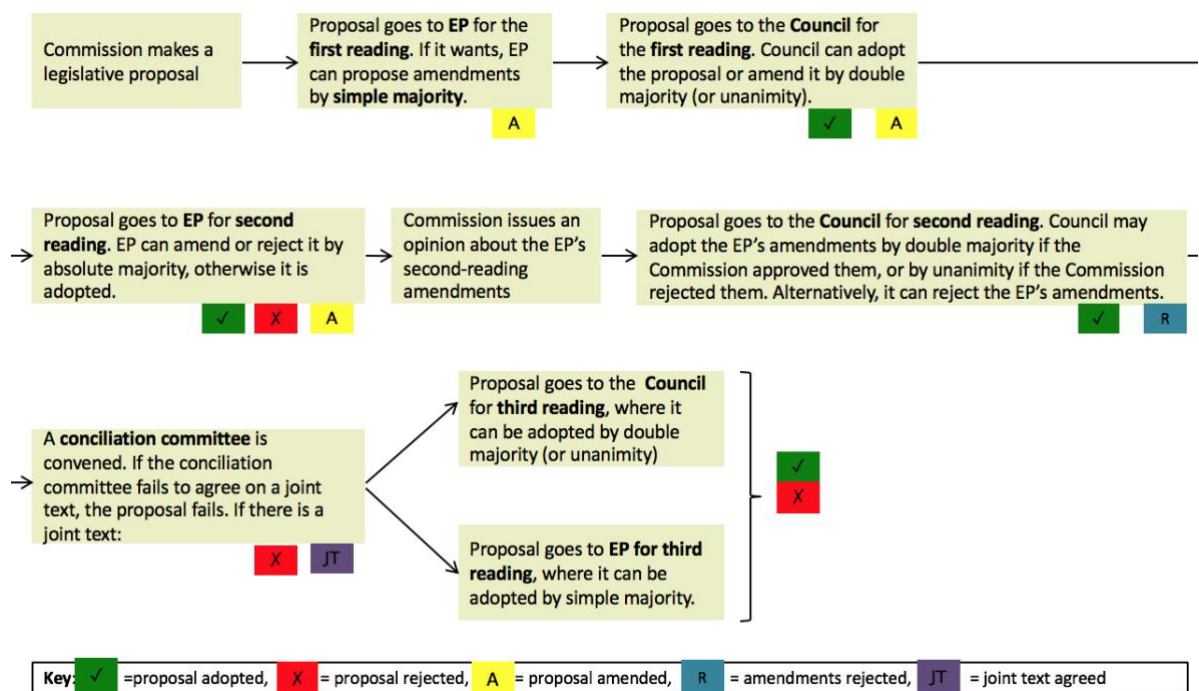 Commission makes a
legislative proposal
Proposal goes to EP for the
first reading. If it wants, EP
can propose amendments
by simple majority.
A
Proposal goes to the Council for
the first reading. Council can adopt
the proposal or amend it by double
majority (or unanimity).
✓ A
Proposal goes to EP for second
reading. EP can amend or reject it by
absolute majority, otherwise it is
adopted.
✓ X A
Commission issues an
opinion about the EP’s
second-reading
amendments
Proposal goes to the Council for second reading. Council may
adopt the EP’s amendments by double majority if the
Commission approved them, or by unanimity if the Commission
rejected them. Alternatively, it can reject the EP’s amendments.
✓ R
A conciliation committee is
convened. If the conciliation
committee fails to agree on a joint
text, the proposal fails. If there is a
joint text:
X JT
Proposal goes to the Council
for third reading, where it
can be adopted by double
majority (or unanimity)
Proposal goes to EP for third
reading, where it can be
adopted by simple majority.
✓
X
Key: ✓ =proposal adopted, X = proposal rejected, A = proposal amended, R = amendments rejected, JT = joint text agreed